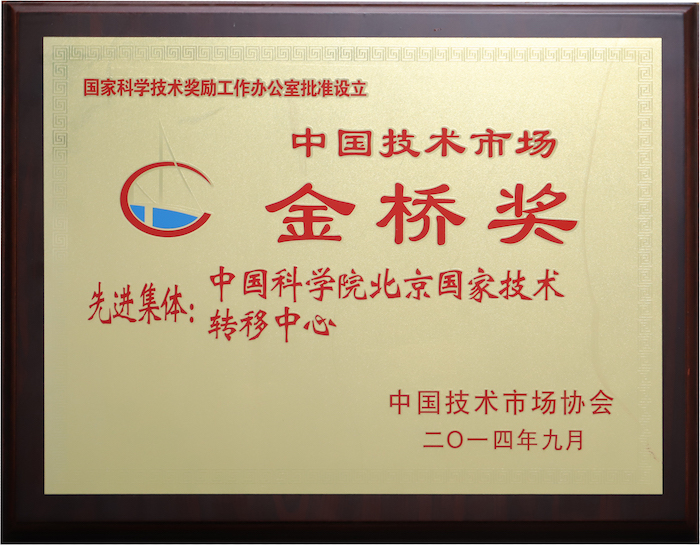 国家科学技术奖励工作办公室批准设立
中国技术市场
金桥奖
先进集体：中国科学院北京国家技术
转移中心
中国技术市场协会
二〇一四年九月